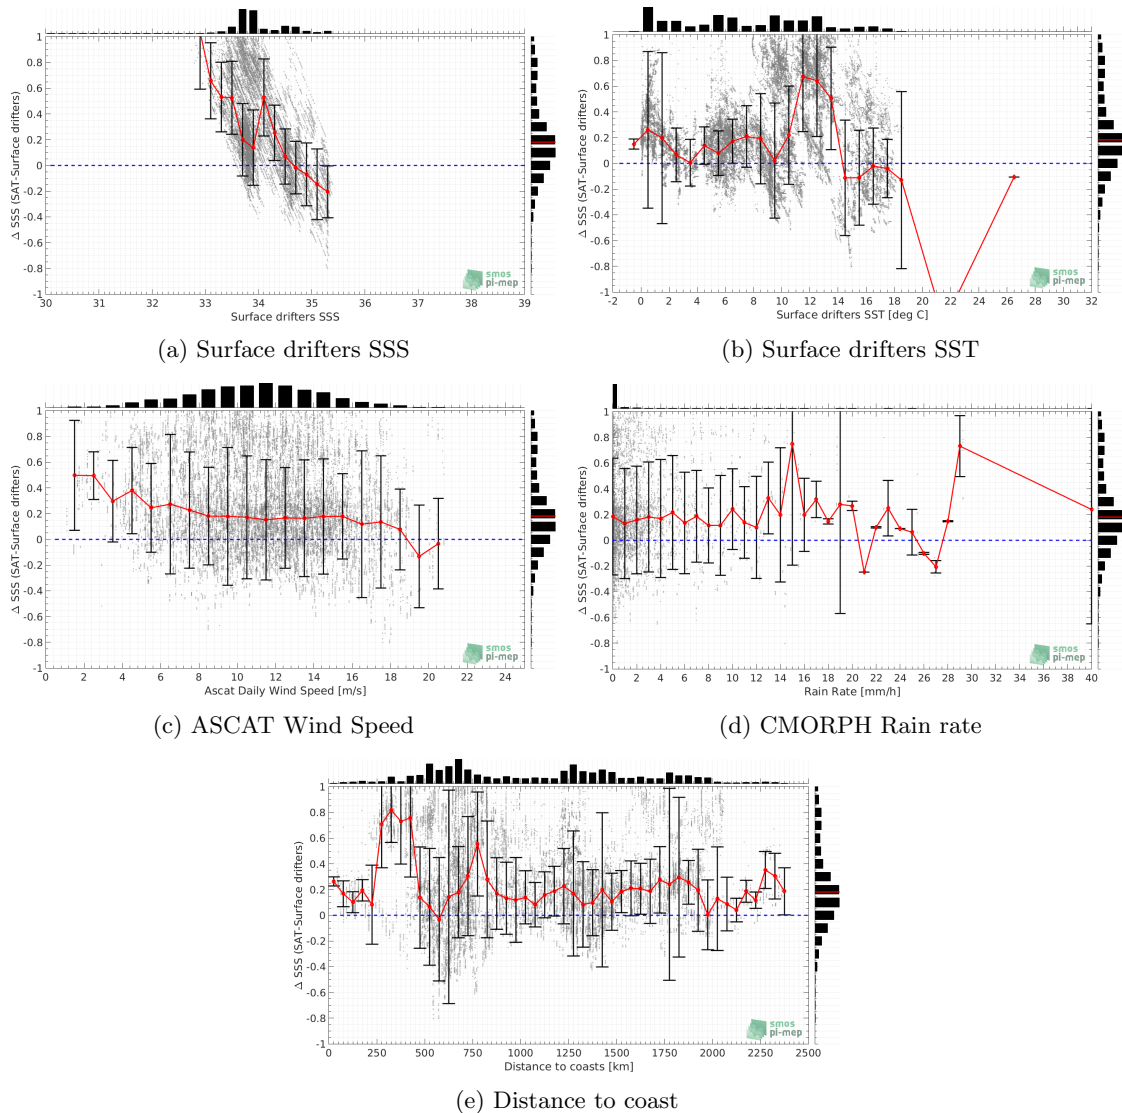 Δ SSS (SAT-Surface drifters)
1
0.8
0.6
0.4
0.2
0
-0.2
-0.4
-0.6
-0.8
-1
30 31 32 33 34 35 36 37 38 39
Surface drifters SSS
smos
pi-mep
(a) Surface drifters SSS
Δ SSS (SAT-Surface drifters)
1
0.8
0.6
0.4
0.2
0
-0.2
-0.4
-0.6
-0.8
-1
-2 0 2 4 6 8 10 12 14 16 18 20 22 24 26 28 30 32
Surface drifters SST [deg C]
smos
pi-mep
(b) Surface drifters SST
Δ SSS (SAT-Surface drifters)
1
0.8
0.6
0.4
0.2
0
-0.2
-0.4
-0.6
-0.8
-1
0 2 4 6 8 10 12 14 16 18 20 22 24
Ascat Daily Wind Speed [m/s]
smos
pi-mep
(c) ASCAT Wind Speed
Δ SSS (SAT-Surface drifters)
1
0.8
0.6
0.4
0.2
0
-0.2
-0.4
-0.6
-0.8
-1
0 2 4 6 8 10 12 14 16 18 20 22 24 26 28 30 32 34 36 38 40
Rain Rate [mm/h]
smos
pi-mep
(d) CMORPH Rain rate
Δ SSS (SAT-Surface drifters)
1
0.8
0.6
0.4
0.2
0
-0.2
-0.4
-0.6
-0.8
-1
0 250 500 750 1000 1250 1500 1750 2000 2250 2500
Distance to coasts [km]
smos
pi-mep
(e) Distance to coast